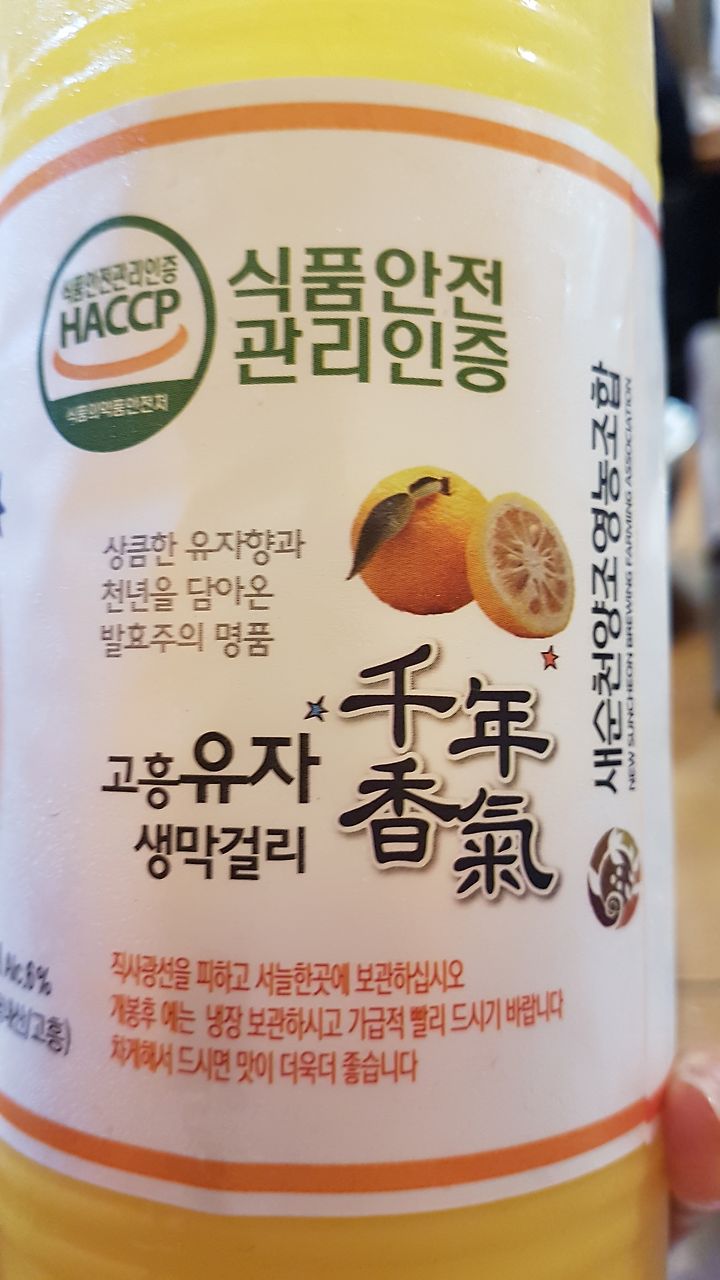 식품안전관리인증
HACCP
식품의약품안전처
식품안전
관리인증
상큼한 유자향과
천년을 담아온
발효주의 명품
千年
香氣
고흥유자
생막걸리
새순천양조영농조합
NEW SUNCHEON BREWING FARMING ASSOCIATION
Alc.6%
(고흥)
직사광선을 피하고 서늘한곳에 보관하십시오
개봉후 에는 냉장 보관하시고 가급적 빨리 드시기 바랍니다
차게해서 드시면 맛이 더욱더 좋습니다